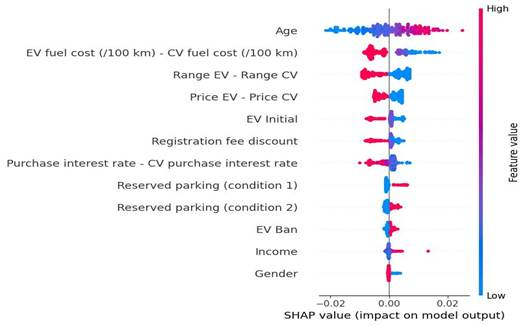 High
Age
EV fuel cost (/100 km) - CV fuel cost (/100 km)
Range EV - Range CV
Price EV - Price CV
EV Initial
Registration fee discount
Purchase interest rate - CV purchase interest rate
Reserved parking (condition 1)
Reserved parking (condition 2)
EV Ban
Income
Gender
Feature value
Low
−0.02 0.00 0.02
SHAP value (impact on model output)